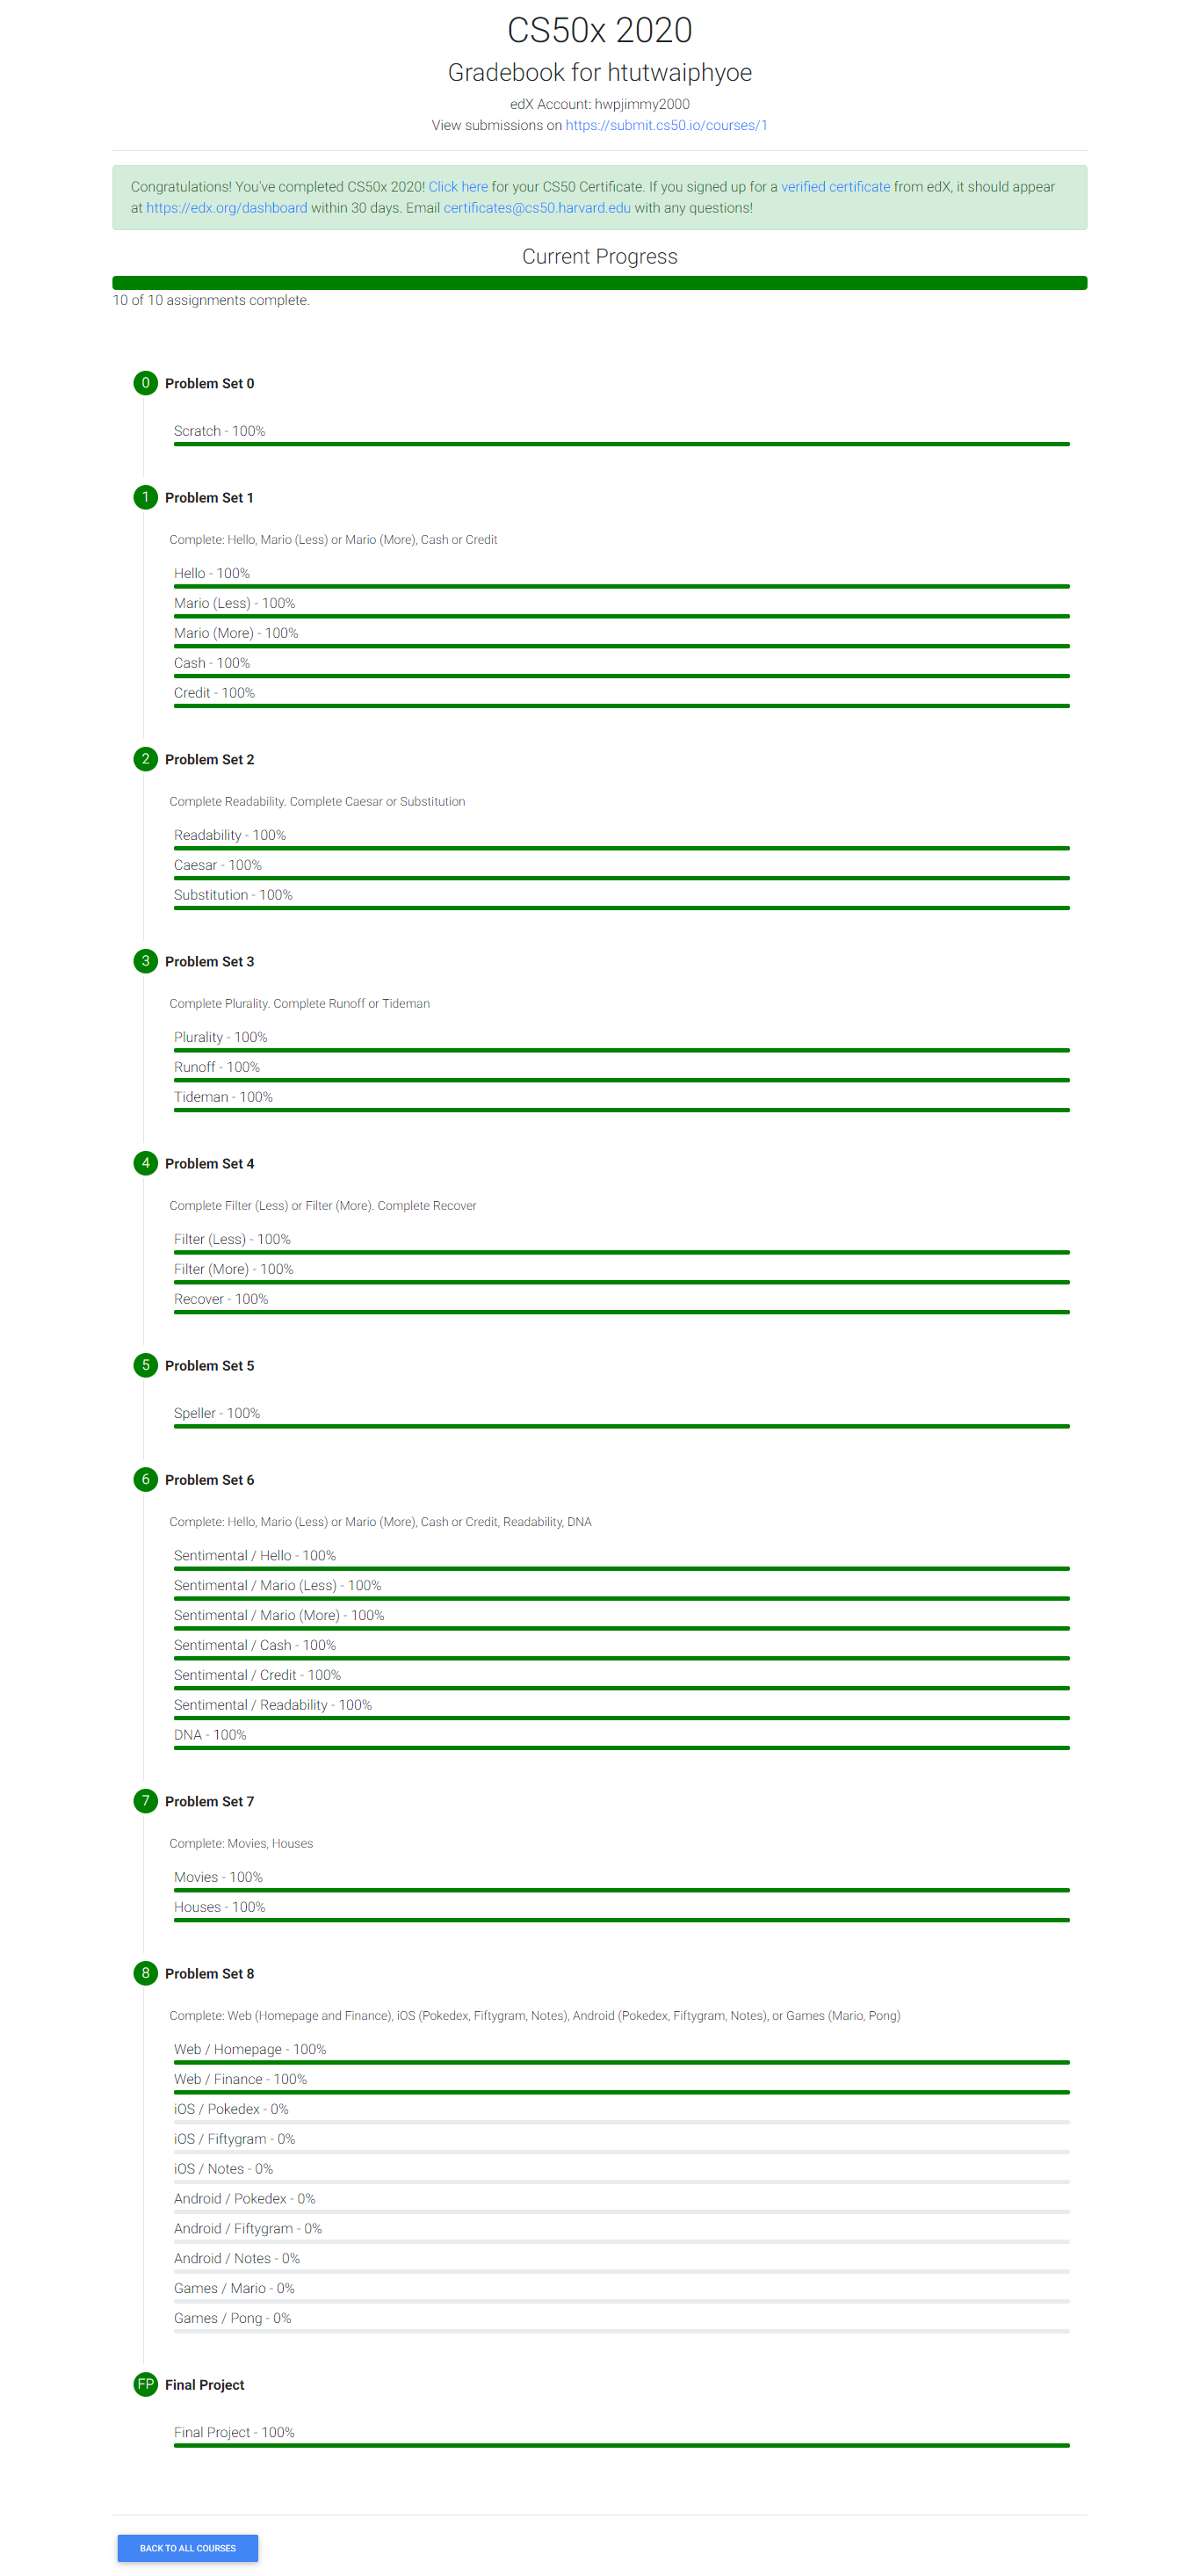 CS50x 2020
Gradebook for htutwaiphyoe
edX Account: hwpjimmy2000
View submissions on https://submit.cs50.io/courses/1
Congratulations! You've completed CS50x 2020! Click here for your CS50 Certificate. If you signed up for a verified certificate from edX, it should appear
at https://edx.org/dashboard within 30 days. Email certificates@cs50.harvard.edu with any questions!
Current Progress
10 of 10 assignments complete.
0 Problem Set 0
Scratch - 100%
1 Problem Set 1
Complete: Hello, Mario (Less) or Mario (More), Cash or Credit
Hello - 100%
Mario (Less) - 100%
Mario (More) - 100%
Cash - 100%
Credit - 100%
2 Problem Set 2
Complete Readability. Complete Caesar or Substitution
Readability - 100%
Caesar - 100%
Substitution - 100%
3 Problem Set 3
Complete Plurality. Complete Runoff or Tideman
Plurality - 100%
Runoff - 100%
Tideman - 100%
4 Problem Set 4
Complete Filter (Less) or Filter (More). Complete Recover
Filter (Less) - 100%
Filter (More) - 100%
Recover - 100%
5 Problem Set 5
Speller - 100%
6 Problem Set 6
Complete: Hello, Mario (Less) or Mario (More), Cash or Credit, Readability, DNA
Sentimental / Hello - 100%
Sentimental / Mario (Less) - 100%
Sentimental / Mario (More) - 100%
Sentimental / Cash - 100%
Sentimental / Credit - 100%
Sentimental / Readability - 100%
DNA - 100%
7 Problem Set 7
Complete: Movies, Houses
Movies - 100%
Houses - 100%
8 Problem Set 8
Complete: Web (Homepage and Finance), iOS (Pokedex, Fiftygram, Notes), Android (Pokedex, Fiftygram, Notes), or Games (Mario, Pong)
Web / Homepage - 100%
Web / Finance - 100%
iOS / Pokedex - 0%
iOS / Fiftygram - 0%
iOS / Notes - 0%
Android / Pokedex - 0%
Android / Fiftygram - 0%
Android / Notes - 0%
Games / Mario - 0%
Games / Pong - 0%
FP Final Project
Final Project - 100%
BACK TO ALL COURSES